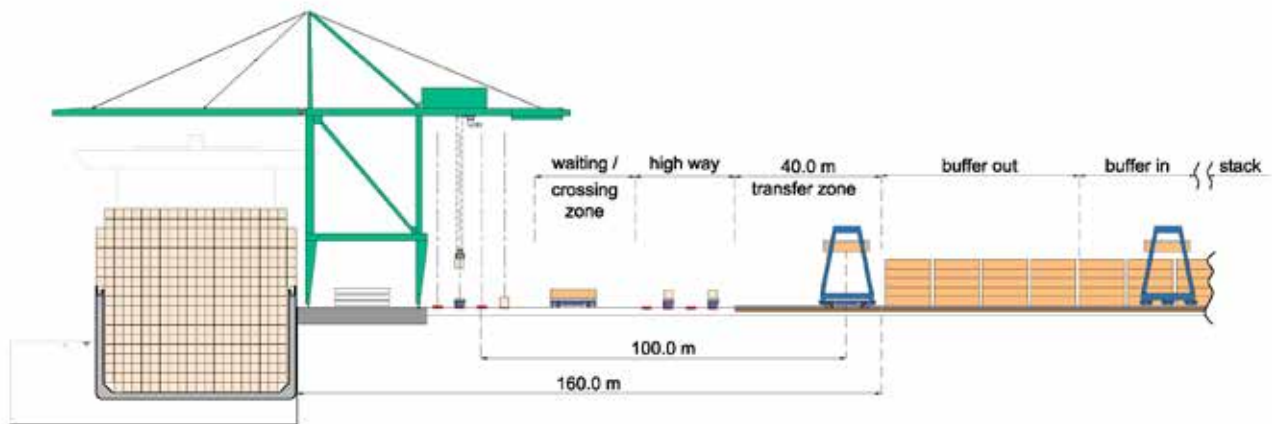 waiting /
crossing
zone
high way
40.0 m
transfer zone
buffer out
buffer in
stack
100.0 m
160.0 m